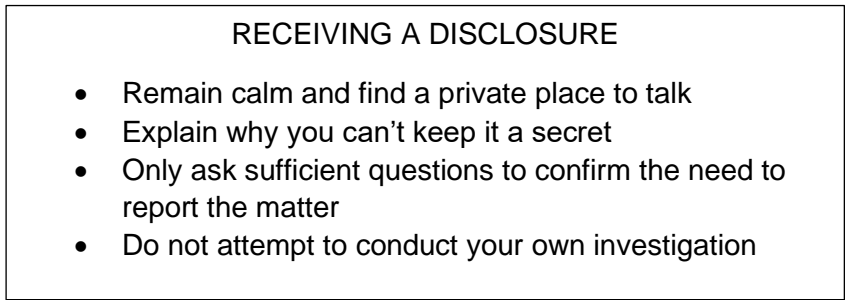 RECEIVING A DISCLOSURE
• Remain calm and find a private place to talk
• Explain why you can’t keep it a secret
• Only ask sufficient questions to confirm the need to
report the matter
• Do not attempt to conduct your own investigation